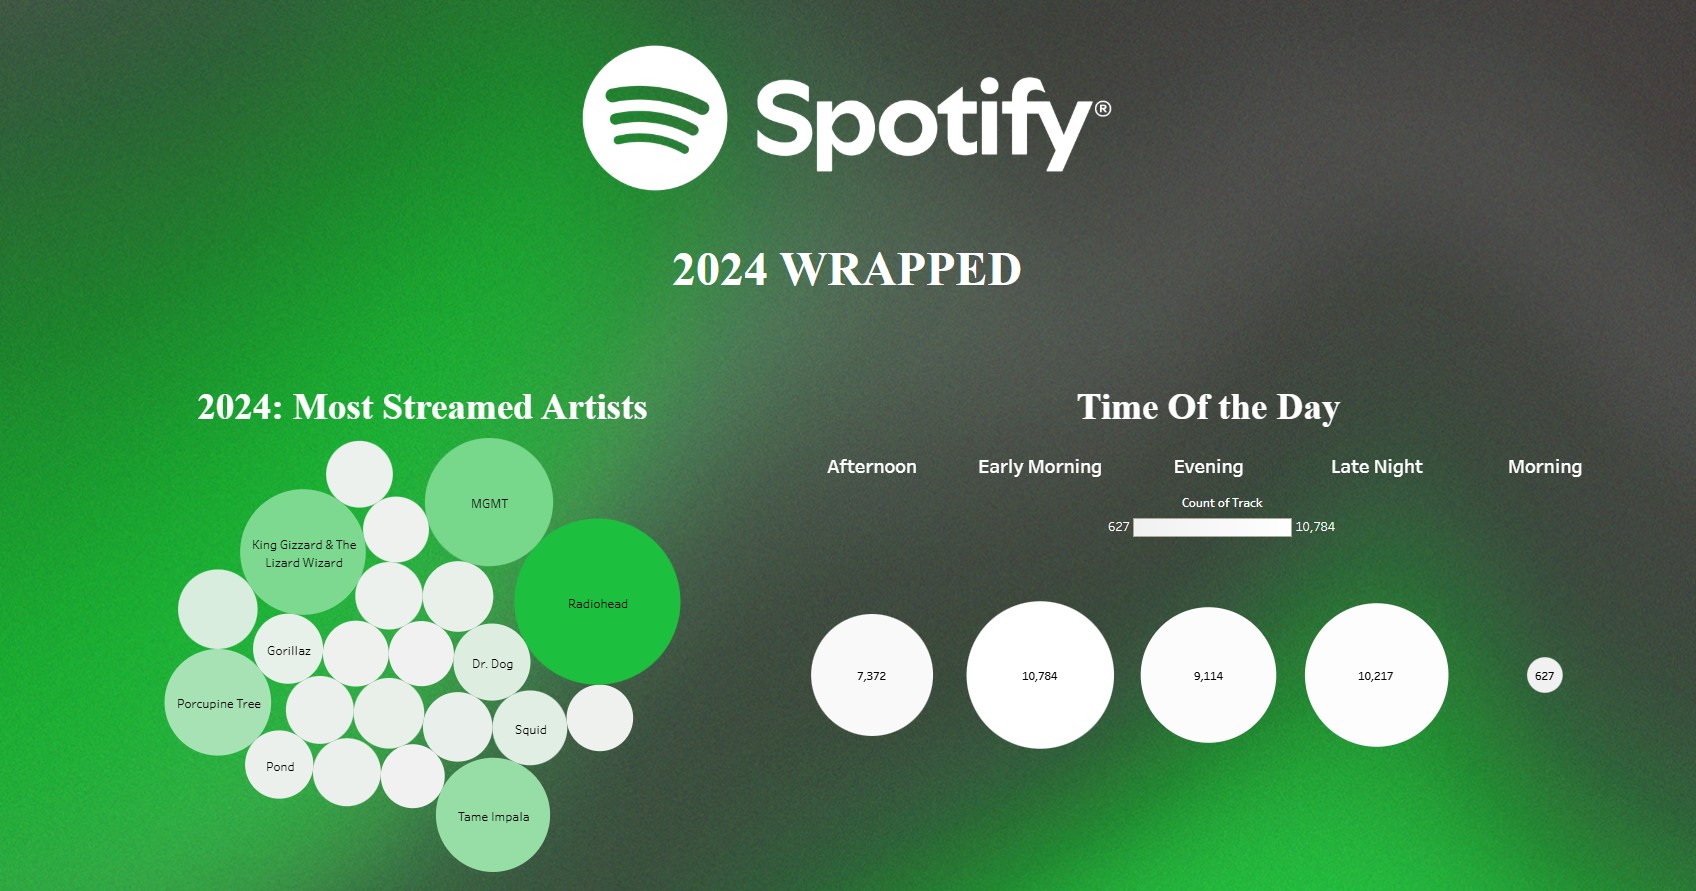 Spotify®
2024 WRAPPED
2024: Most Streamed Artists
MGMT
King Gizzard & The
Lizard Wizard
Radiohead
Gorillaz
Dr. Dog
Porcupine Tree
Squid
Pond
Tame Impala
Time Of the Day
Afternoon Early Morning Evening Late Night Morning
Count of Track
627 10,784
7,372 10,784 9,114 10,217 627